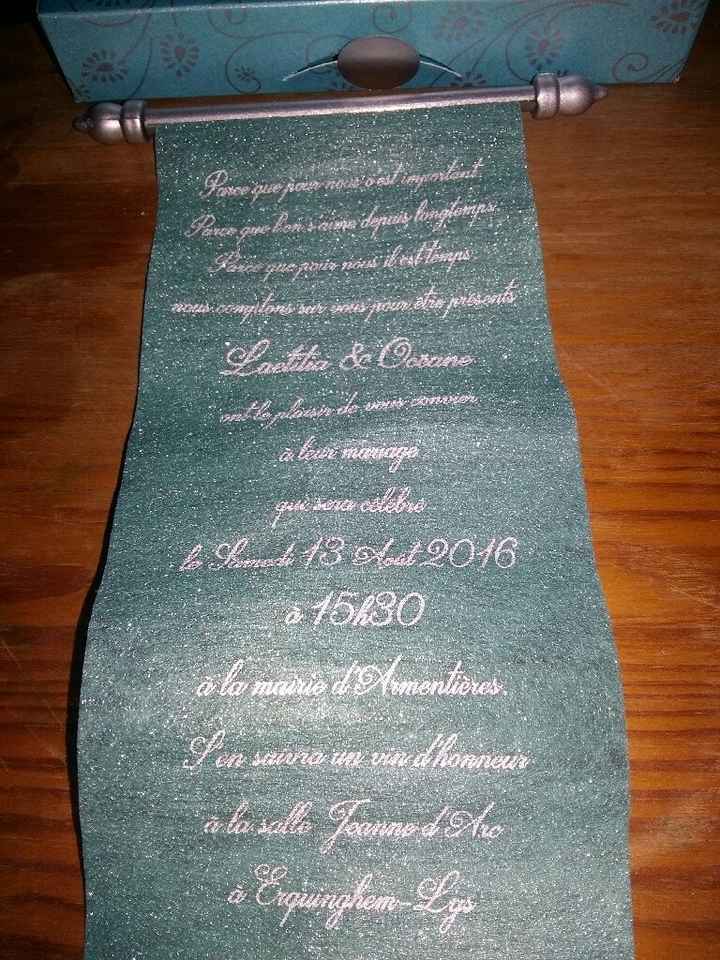 Parce que pour nous c'est important
Parce que l'on s'aime depuis longtemps
Parce que pour nous il est temps
nous comptons sur vous pour être présents
Laetitia & Océane
ont le plaisir de vous convier
à leur mariage
qui sera célébré
le Samedi 13 Août 2016
à 15h30
à la mairie d'Armentières.
S'en suivra un vin d'honneur
à la salle Jeanne d'Arc
à Erquinghem-Lys